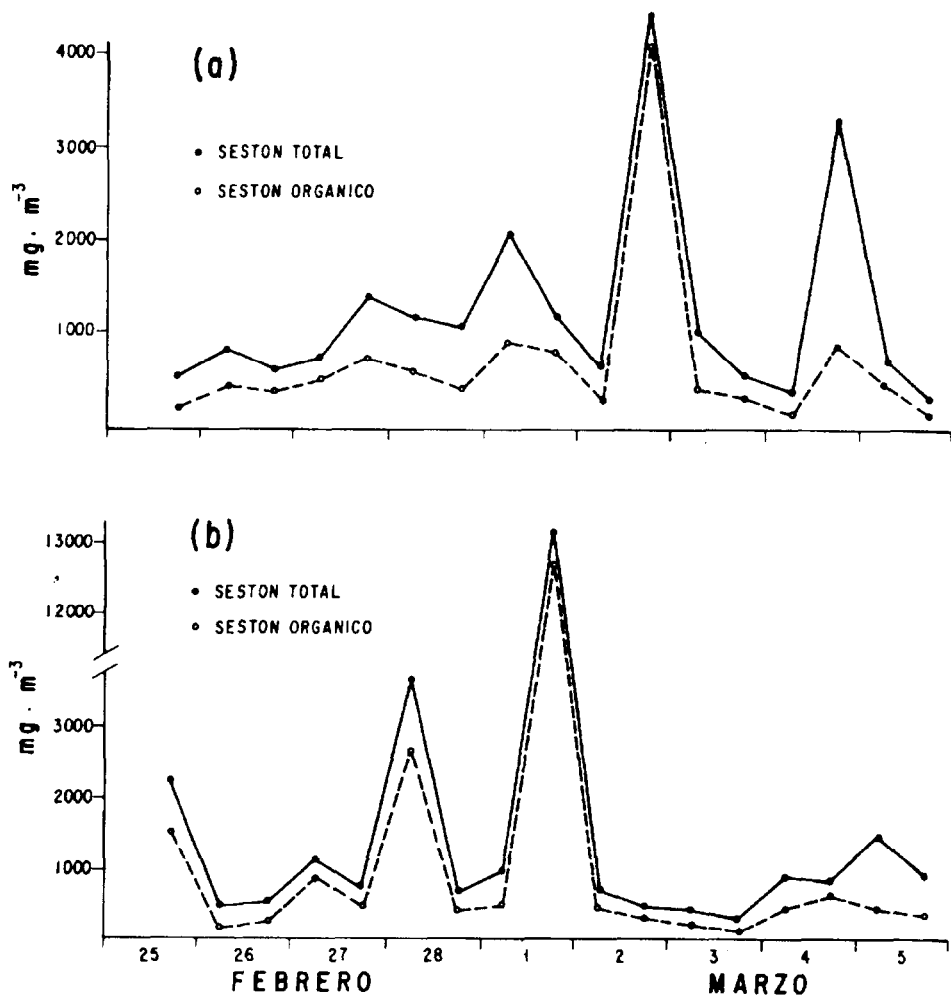 (a)
4000
3000
2000
1000
mg. m⁻³
SESTON TOTAL
SESTON ORGANICO
(b)
13000
12000
3000
2000
1000
mg. m⁻³
SESTON TOTAL
SESTON ORGANICO
25 26 27 28 1 2 3 4 5
FEBRERO MARZO